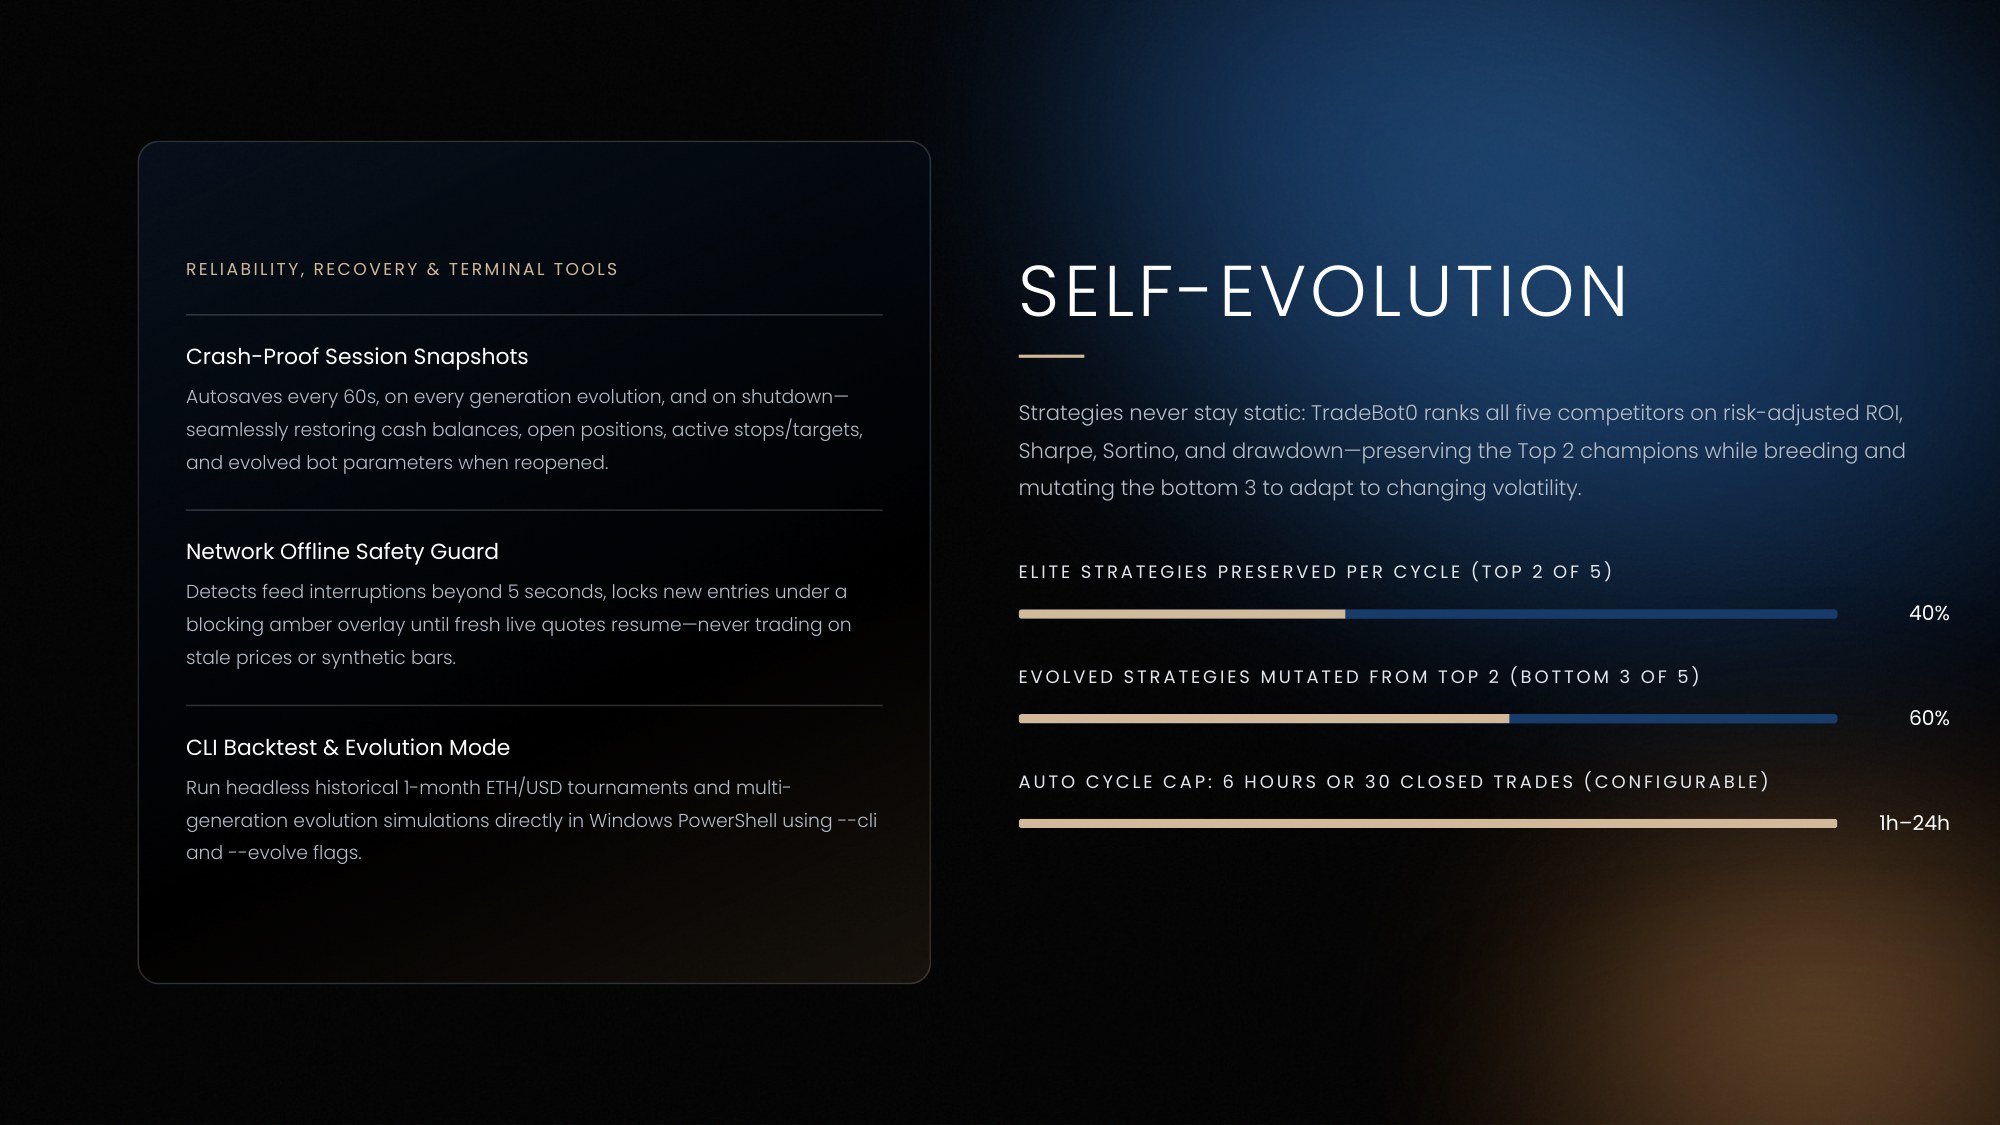 RELIABILITY, RECOVERY & TERMINAL TOOLS
Crash-Proof Session Snapshots
Autosaves every 60s, on every generation evolution, and on shutdown—
seamlessly restoring cash balances, open positions, active stops/targets,
and evolved bot parameters when reopened.
Network Offline Safety Guard
Detects feed interruptions beyond 5 seconds, locks new entries under a
blocking amber overlay until fresh live quotes resume—never trading on
stale prices or synthetic bars.
CLI Backtest & Evolution Mode
Run headless historical 1-month ETH/USD tournaments and multi-
generation evolution simulations directly in Windows PowerShell using --cli
and --evolve flags.
SELF-EVOLUTION
Strategies never stay static: TradeBot0 ranks all five competitors on risk-adjusted ROI,
Sharpe, Sortino, and drawdown—preserving the Top 2 champions while breeding and
mutating the bottom 3 to adapt to changing volatility.
ELITE STRATEGIES PRESERVED PER CYCLE (TOP 2 OF 5)
40%
EVOLVED STRATEGIES MUTATED FROM TOP 2 (BOTTOM 3 OF 5)
60%
AUTO CYCLE CAP: 6 HOURS OR 30 CLOSED TRADES (CONFIGURABLE)
1h–24h